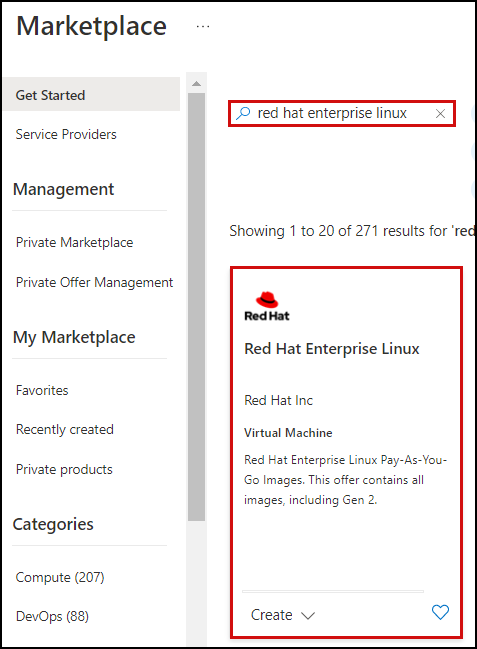 Marketplace ...
Get Started
Service Providers
Management
Private Marketplace
Private Offer Management
My Marketplace
Favorites
Recently created
Private products
Categories
Compute (207)
DevOps (88)
red hat enterprise linux
Showing 1 to 20 of 271 results for 'red
Red Hat
Red Hat Enterprise Linux
Red Hat Inc
Virtual Machine
Red Hat Enterprise Linux Pay-As-You-
Go Images. This offer contains all
images, including Gen 2.
Create